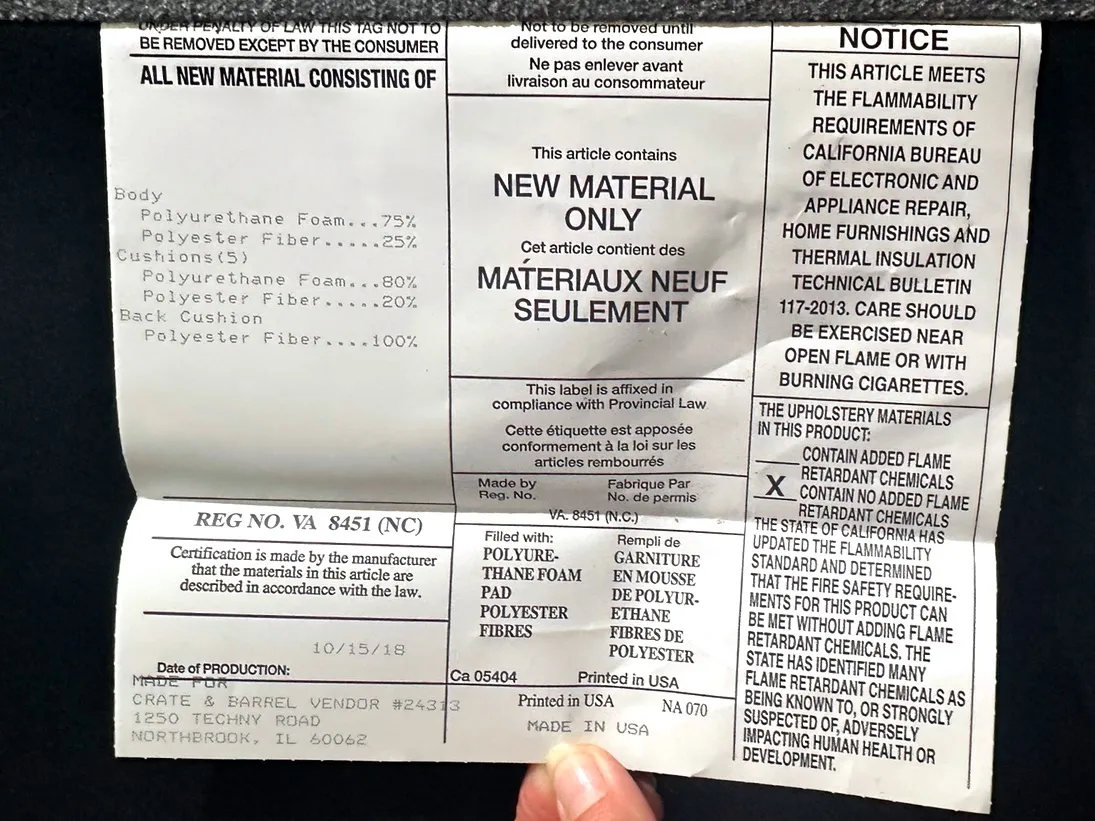 UNDER PENALTY OF LAW THIS TAG NOT TO
BE REMOVED EXCEPT BY THE CONSUMER
ALL NEW MATERIAL CONSISTING OF
Body
Polyurethane Foam...75%
Polyester Fiber.....25%
Cushions(5)
Polyurethane Foam...80%
Polyester Fiber.....20%
Back Cushion
Polyester Fiber....100%
REG NO. VA 8451 (NC)
Certification is made by the manufacturer
that the materials in this article are
described in accordance with the law.
10/15/18
Date of PRODUCTION:
MADE FOR
CRATE & BARREL VENDOR #24313
1250 TECHNY ROAD
NORTHBROOK, IL 60062
Not to be removed until
delivered to the consumer
Ne pas enlever avant
livraison au consommateur
This article contains
NEW MATERIAL
ONLY
Cet article contient des
MATÉRIAUX NEUF
SEULEMENT
This label is affixed in
compliance with Provincial Law
Cette étiquette est apposée
conformement à la loi sur les
articles rembourrés
Made by Fabrique Par
Reg. No. No. de permis
VA. 8451 (N.C.)
Filled with:
POLYURE-
THANE FOAM
PAD
POLYESTER
FIBRES
Rempli de
GARNITURE
EN MOUSSE
DE POLYUR-
ETHANE
FIBRES DE
POLYESTER
Ca 05404 Printed in USA
Printed in USA NA 070
MADE IN USA
NOTICE
THIS ARTICLE MEETS
THE FLAMMABILITY
REQUIREMENTS OF
CALIFORNIA BUREAU
OF ELECTRONIC AND
APPLIANCE REPAIR,
HOME FURNISHINGS AND
THERMAL INSULATION
TECHNICAL BULLETIN
117-2013. CARE SHOULD
BE EXERCISED NEAR
OPEN FLAME OR WITH
BURNING CIGARETTES.
THE UPHOLSTERY MATERIALS
IN THIS PRODUCT:
CONTAIN ADDED FLAME
RETARDANT CHEMICALS
X CONTAIN NO ADDED FLAME
RETARDANT CHEMICALS
THE STATE OF CALIFORNIA HAS
UPDATED THE FLAMMABILITY
STANDARD AND DETERMINED
THAT THE FIRE SAFETY REQUIRE-
MENTS FOR THIS PRODUCT CAN
BE MET WITHOUT ADDING FLAME
RETARDANT CHEMICALS. THE
STATE HAS IDENTIFIED MANY
FLAME RETARDANT CHEMICALS AS
BEING KNOWN TO, OR STRONGLY
SUSPECTED OF, ADVERSELY
IMPACTING HUMAN HEALTH OR
DEVELOPMENT.